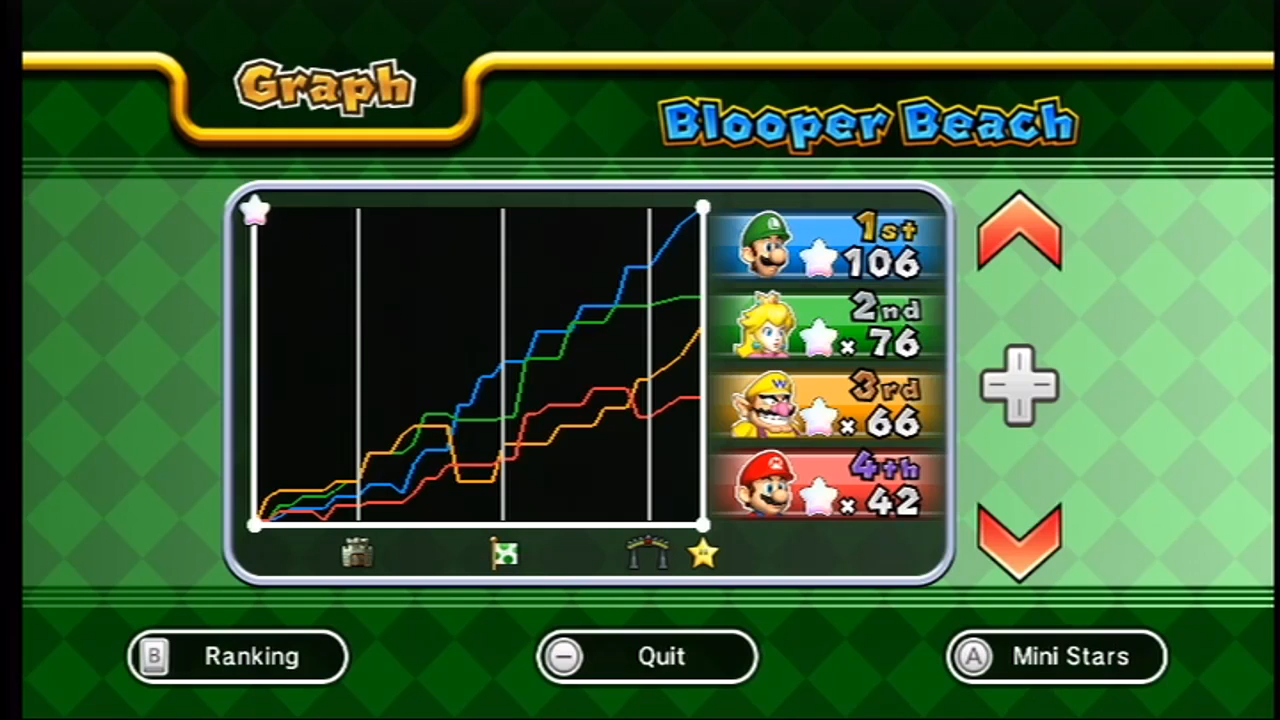 Graph
Blooper Beach
1st
106
2nd
× 76
3rd
× 66
4th
× 42
B Ranking
− Quit
A Mini Stars